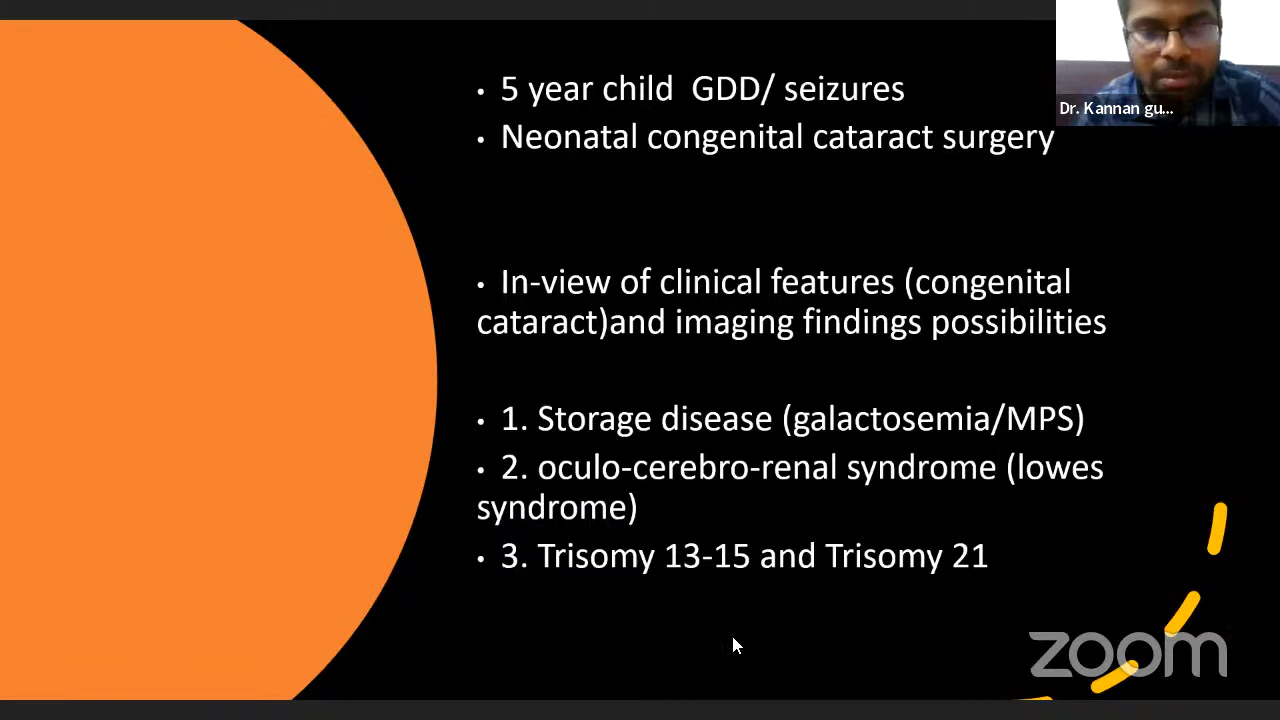 • 5 year child GDD/ seizures
• Neonatal congenital cataract surgery
Dr. Kannan gu...
• In-view of clinical features (congenital
cataract)and imaging findings possibilities
• 1. Storage disease (galactosemia/MPS)
• 2. oculo-cerebro-renal syndrome (lowes
syndrome)
• 3. Trisomy 13-15 and Trisomy 21
zoom